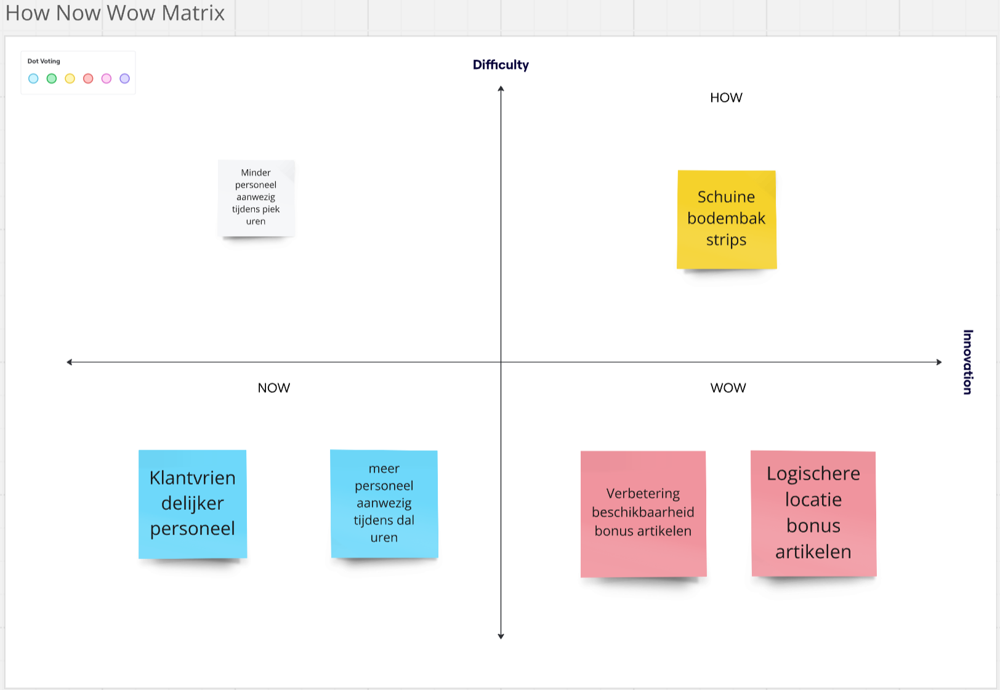 How Now Wow Matrix
Dot Voting
Difficulty
HOW
Minder
personeel
aanwezig
tijdens piek
uren
Schuine
bodembak
strips
Innovation
NOW
WOW
Klantvrien
delijker
personeel
meer
personeel
aanwezig
tijdens dal
uren
Verbetering
beschikbaarheid
bonus artikelen
Logischere
locatie
bonus
artikelen